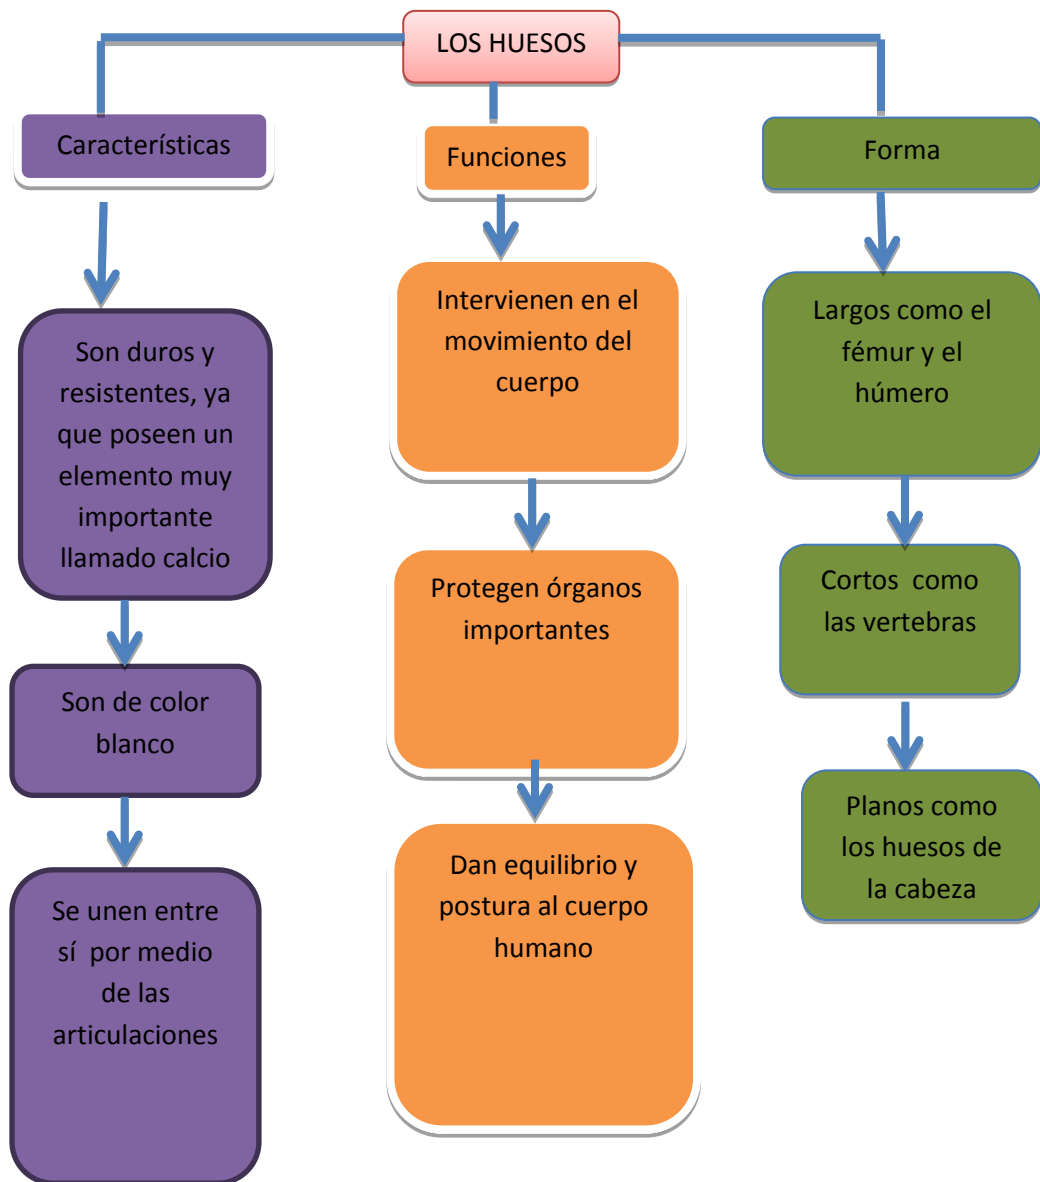 LOS HUESOS
Características
Son duros y
resistentes, ya
que poseen un
elemento muy
importante
llamado calcio
Son de color
blanco
Se unen entre
sí  por medio
de las
articulaciones
Funciones
Intervienen en el
movimiento del
cuerpo
Protegen órganos
importantes
Dan equilibrio y
postura al cuerpo
humano
Forma
Largos como el
fémur y el
húmero
Cortos  como
las vertebras
Planos como
los huesos de
la cabeza